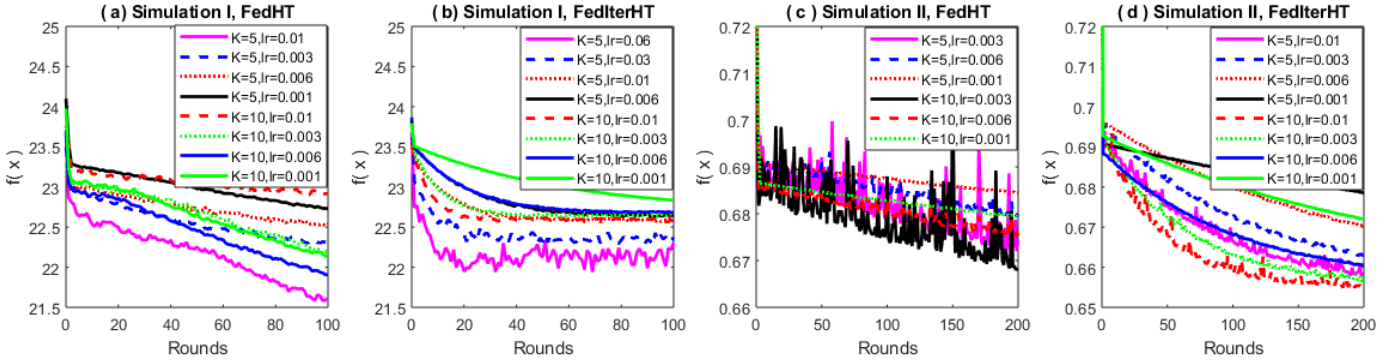 ( a ) Simulation I, FedHT
25
24.5
24
23.5
23
22.5
22
21.5
f( x )
0 20 40 60 80 100
Rounds
K=5,lr=0.01
K=5,lr=0.003
K=5,lr=0.006
K=5,lr=0.001
K=10,lr=0.01
K=10,lr=0.003
K=10,lr=0.006
K=10,lr=0.001
( b ) Simulation I, FedIterHT
25
24.5
24
23.5
23
22.5
22
21.5
f( x )
0 20 40 60 80 100
Rounds
K=5,lr=0.06
K=5,lr=0.03
K=5,lr=0.01
K=5,lr=0.006
K=10,lr=0.01
K=10,lr=0.003
K=10,lr=0.006
K=10,lr=0.001
( c ) Simulation II, FedHT
0.72
0.71
0.7
0.69
0.68
0.67
0.66
f( x )
0 50 100 150 200
Rounds
K=5,lr=0.003
K=5,lr=0.006
K=5,lr=0.001
K=10,lr=0.003
K=10,lr=0.006
K=10,lr=0.001
( d ) Simulation II, FedIterHT
0.72
0.71
0.7
0.69
0.68
0.67
0.66
0.65
f( x )
0 50 100 150 200
Rounds
K=5,lr=0.01
K=5,lr=0.003
K=5,lr=0.006
K=5,lr=0.001
K=10,lr=0.01
K=10,lr=0.003
K=10,lr=0.006
K=10,lr=0.001